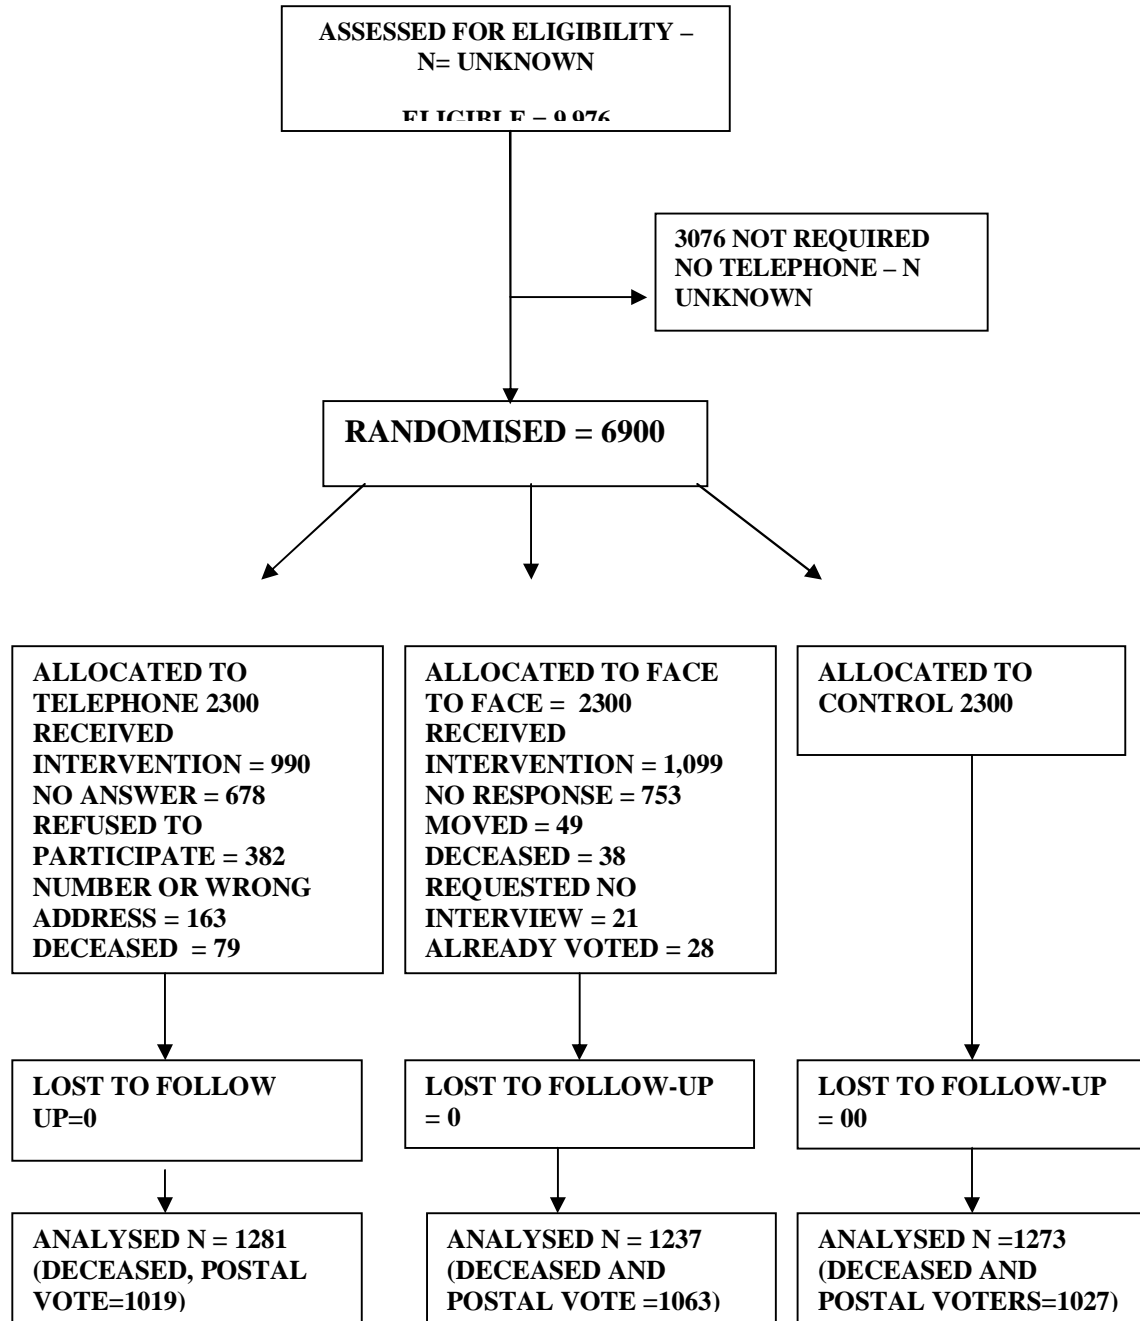 ASSESSED FOR ELIGIBILITY –
N= UNKNOWN
ELIGIBLE = 9,976
3076 NOT REQUIRED
NO TELEPHONE – N
UNKNOWN
RANDOMISED = 6900
ALLOCATED TO
TELEPHONE 2300
RECEIVED
INTERVENTION = 990
NO ANSWER = 678
REFUSED TO
PARTICIPATE = 382
NUMBER OR WRONG
ADDRESS = 163
DECEASED = 79
ALLOCATED TO FACE
TO FACE = 2300
RECEIVED
INTERVENTION = 1,099
NO RESPONSE = 753
MOVED = 49
DECEASED = 38
REQUESTED NO
INTERVIEW = 21
ALREADY VOTED = 28
ALLOCATED TO
CONTROL 2300
LOST TO FOLLOW
UP=0
LOST TO FOLLOW-UP
= 0
LOST TO FOLLOW-UP
= 00
ANALYSED N = 1281
(DECEASED, POSTAL
VOTE=1019)
ANALYSED N = 1237
(DECEASED AND
POSTAL VOTE =1063)
ANALYSED N =1273
(DECEASED AND
POSTAL VOTERS=1027)